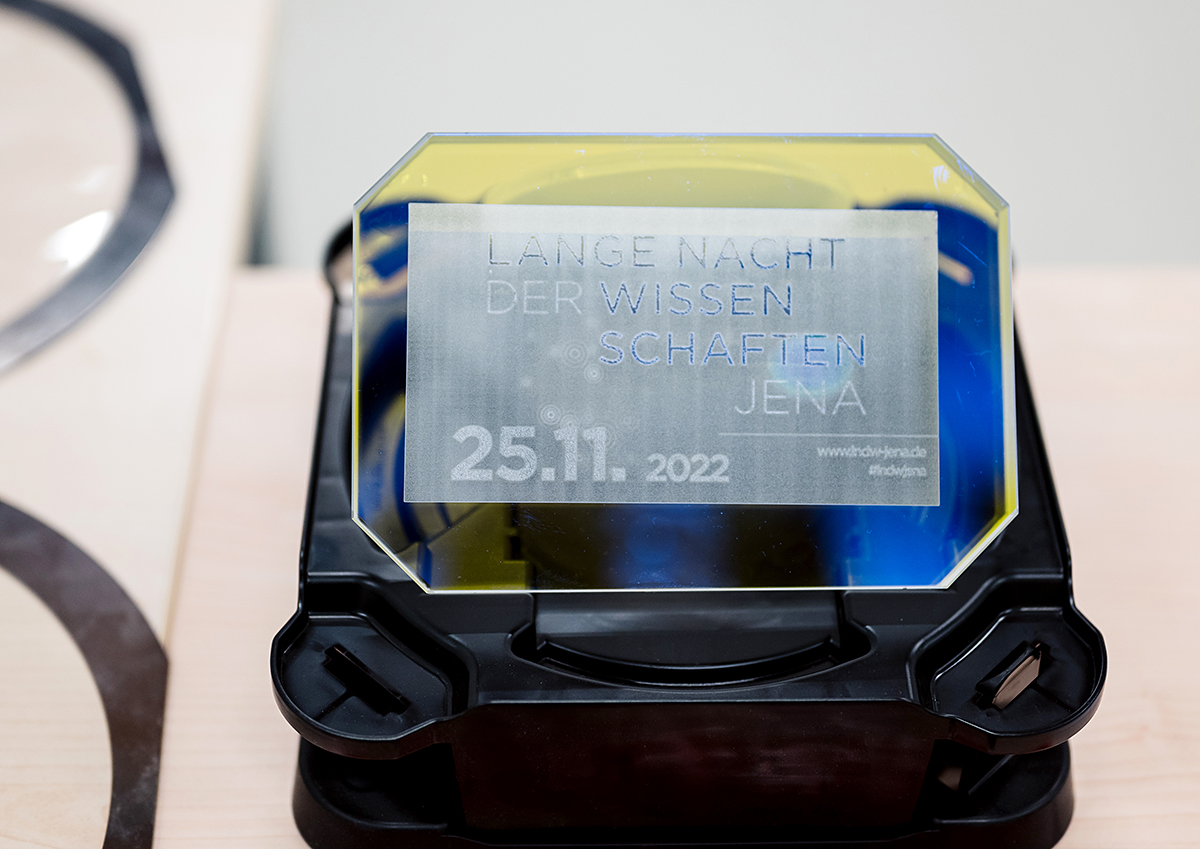 LANGE NACHT
DER WISSEN
SCHAFTEN
JENA
25.11. 2022
www.lndw-jena.de
#lndwjena